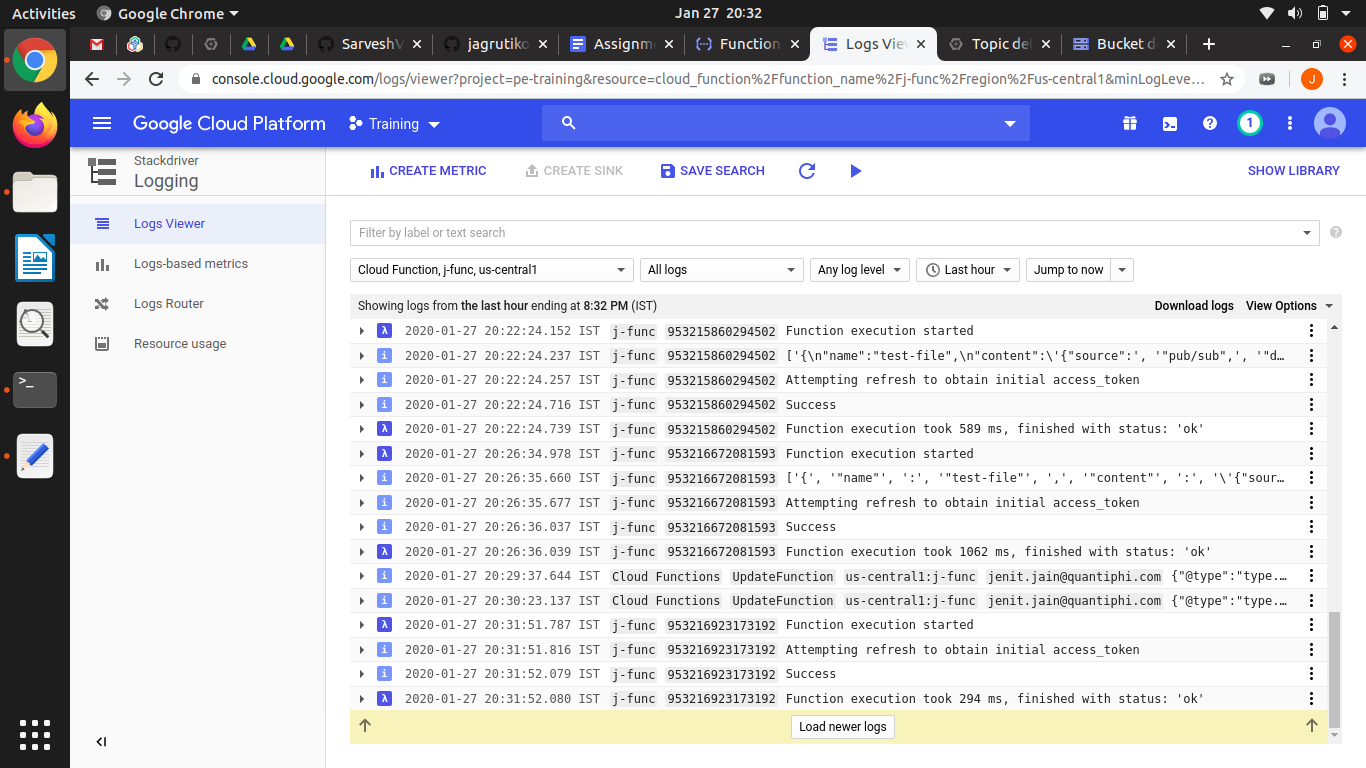 Activities Google Chrome Jan 27 20:32
SarveshV jagrutiko Assignm Function Logs Vie Topic de Bucket d
console.cloud.google.com/logs/viewer?project=pe-training&resource=cloud_function%2Ffunction_name%2Fj-func%2Fregion%2Fus-central1&minLogLeve… J
Google Cloud Platform Training 1
Stackdriver
Logging
CREATE METRIC CREATE SINK SAVE SEARCH SHOW LIBRARY
Logs Viewer
Logs-based metrics
Logs Router
Resource usage
Filter by label or text search
Cloud Function, j-func, us-central1 All logs Any log level Last hour Jump to now
Showing logs from the last hour ending at 8:32 PM (IST) Download logs View Options
λ 2020-01-27 20:22:24.152 IST j-func 953215860294502 Function execution started
i 2020-01-27 20:22:24.237 IST j-func 953215860294502 ['{\n"name":"test-file",\n"content":\'{"source":', '"pub/sub",', '"d…
i 2020-01-27 20:22:24.257 IST j-func 953215860294502 Attempting refresh to obtain initial access_token
i 2020-01-27 20:22:24.716 IST j-func 953215860294502 Success
λ 2020-01-27 20:22:24.739 IST j-func 953215860294502 Function execution took 589 ms, finished with status: 'ok'
λ 2020-01-27 20:26:34.978 IST j-func 953216672081593 Function execution started
i 2020-01-27 20:26:35.660 IST j-func 953216672081593 ['{', '"name"', ':', '"test-file"', ',', '"content"', ':', '\'{"sour…
i 2020-01-27 20:26:35.677 IST j-func 953216672081593 Attempting refresh to obtain initial access_token
i 2020-01-27 20:26:36.037 IST j-func 953216672081593 Success
λ 2020-01-27 20:26:36.039 IST j-func 953216672081593 Function execution took 1062 ms, finished with status: 'ok'
i 2020-01-27 20:29:37.644 IST Cloud Functions UpdateFunction us-central1:j-func jenit.jain@quantiphi.com {"@type":"type.…
i 2020-01-27 20:30:23.137 IST Cloud Functions UpdateFunction us-central1:j-func jenit.jain@quantiphi.com {"@type":"type.…
λ 2020-01-27 20:31:51.787 IST j-func 953216923173192 Function execution started
i 2020-01-27 20:31:51.816 IST j-func 953216923173192 Attempting refresh to obtain initial access_token
i 2020-01-27 20:31:52.079 IST j-func 953216923173192 Success
λ 2020-01-27 20:31:52.080 IST j-func 953216923173192 Function execution took 294 ms, finished with status: 'ok'
Load newer logs